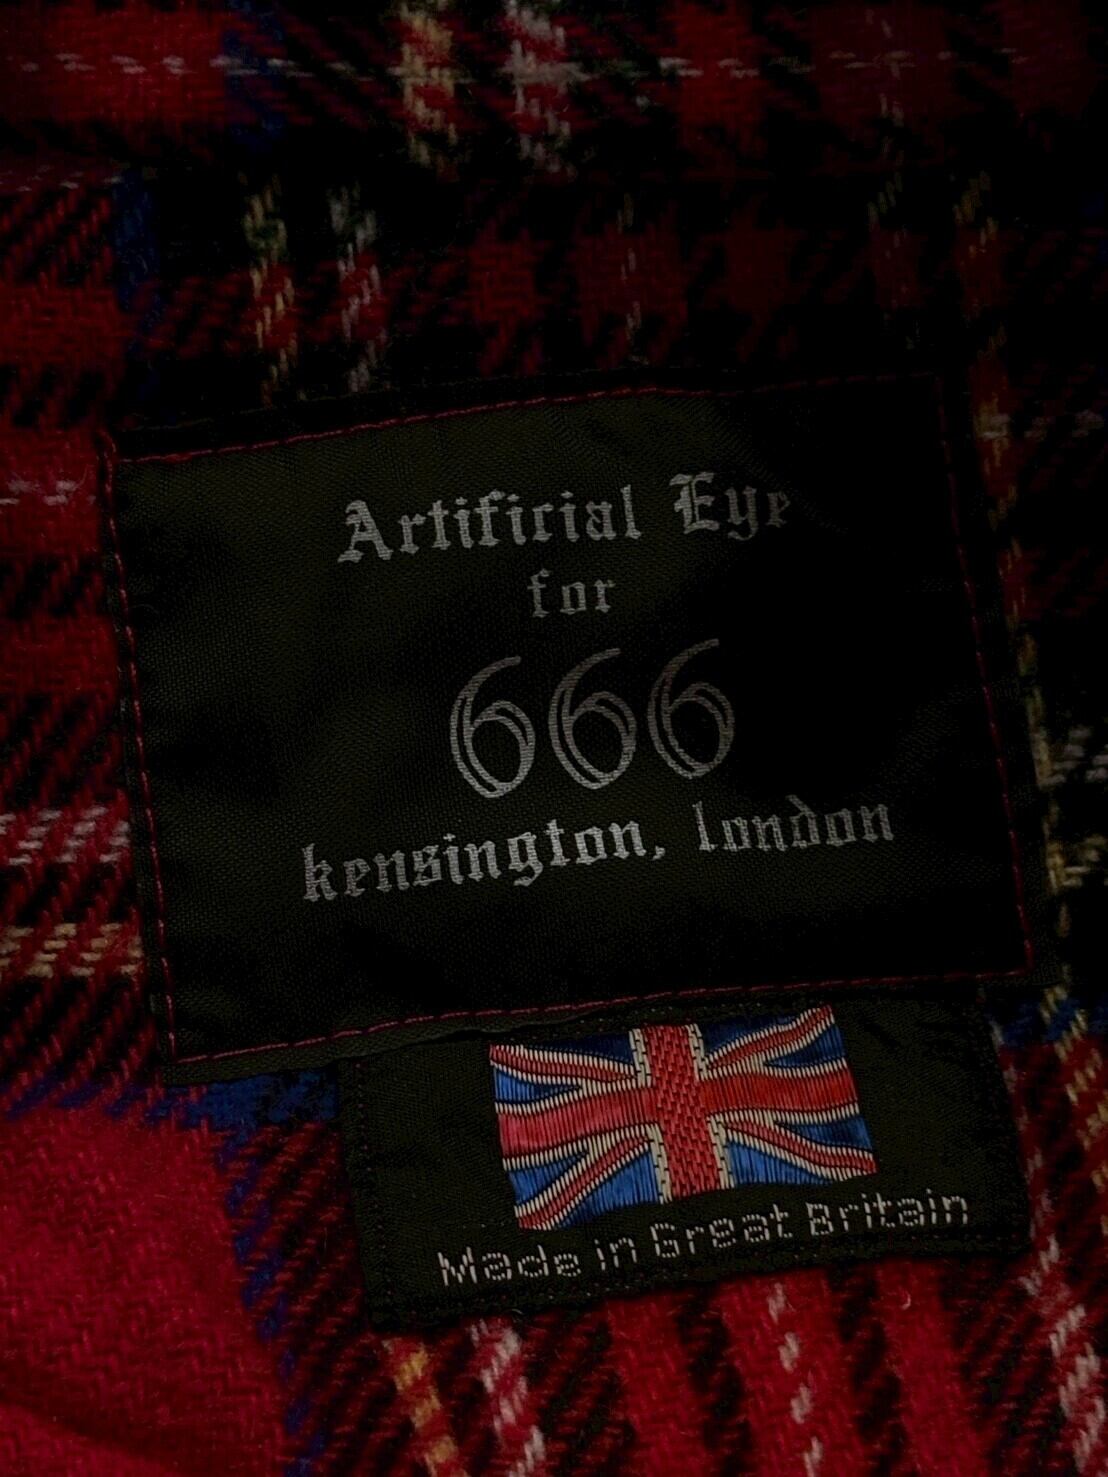 Artificial Eye
for
666
kensington, london
Made in Great Britain